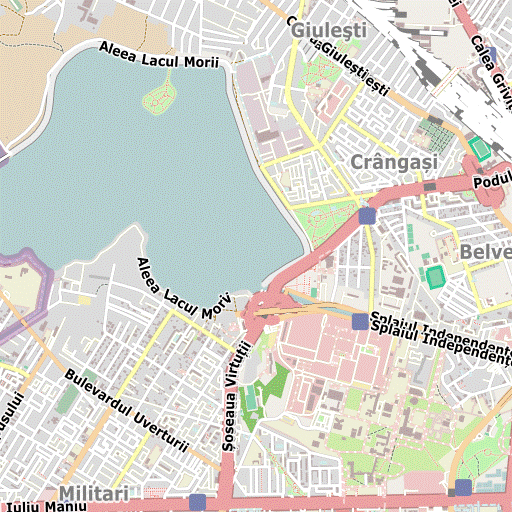 Giulești
Aleea Lacul Morii
Calea Giulești
Calea Griviței
Crângași
Podul
Belve
Aleea Lacul Morii
Splaiul Independenței
Splaiul Independenței
Șoseaua Virtuții
Bulevardul Uverturii
Militari
Iuliu Maniu